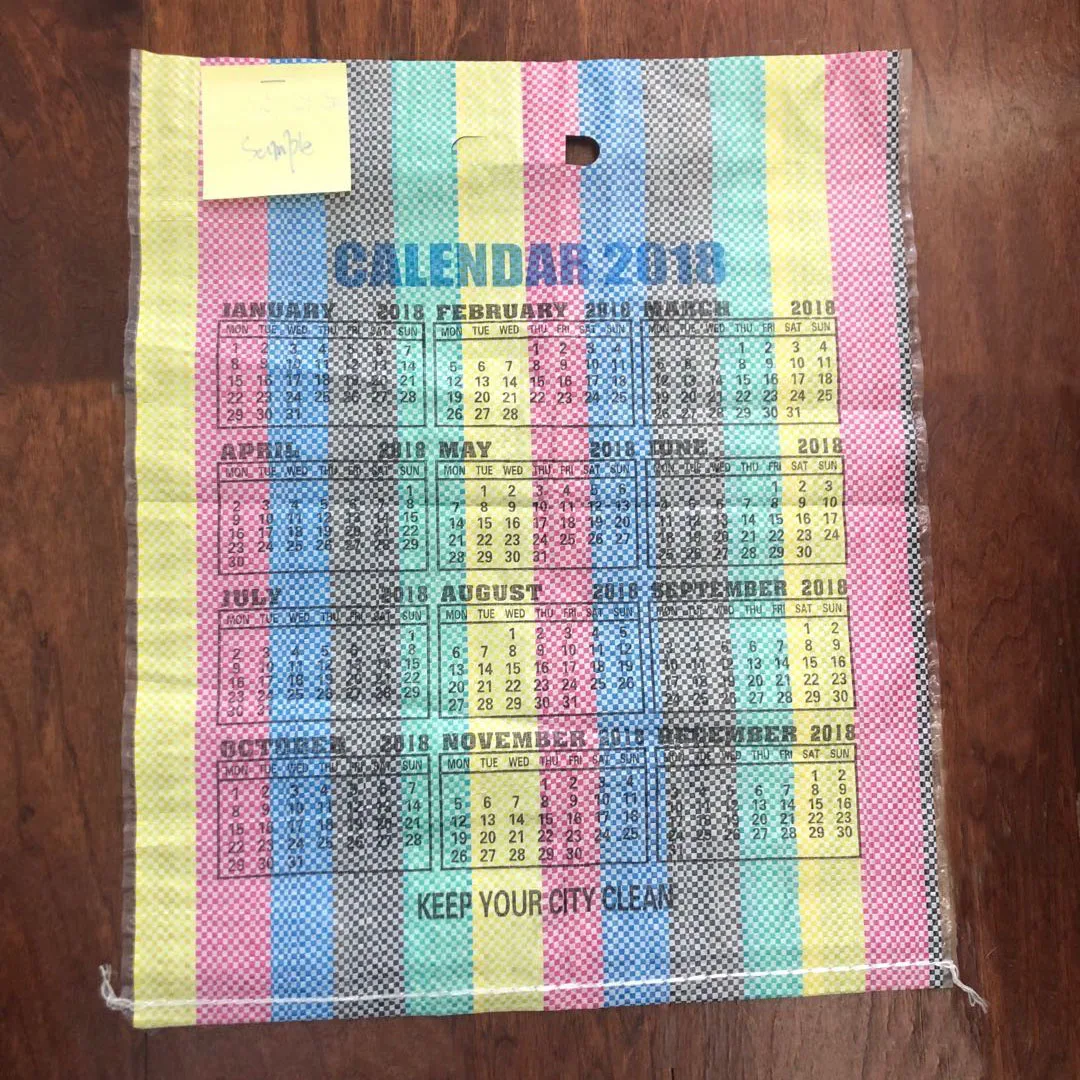 Sample
CALENDAR 2018
JANUARY 2018
MON TUE WED THU FRI SAT SUN
1 2 3 4 5 6 7
8 9 10 11 12 13 14
15 16 17 18 19 20 21
22 23 24 25 26 27 28
29 30 31
FEBRUARY 2018
MON TUE WED THU FRI SAT SUN
1 2 3 4
5 6 7 8 9 10 11
12 13 14 15 16 17 18
19 20 21 22 23 24 25
26 27 28
MARCH 2018
MON TUE WED THU FRI SAT SUN
1 2 3 4
5 6 7 8 9 10 11
12 13 14 15 16 17 18
19 20 21 22 23 24 25
26 27 28 29 30 31
APRIL 2018
MON TUE WED THU FRI SAT SUN
1
2 3 4 5 6 7 8
9 10 11 12 13 14 15
16 17 18 19 20 21 22
23 24 25 26 27 28 29
30
MAY 2018
MON TUE WED THU FRI SAT SUN
1 2 3 4 5 6
7 8 9 10 11 12 13
14 15 16 17 18 19 20
21 22 23 24 25 26 27
28 29 30 31
JUNE 2018
MON TUE WED THU FRI SAT SUN
1 2 3
4 5 6 7 8 9 10
11 12 13 14 15 16 17
18 19 20 21 22 23 24
25 26 27 28 29 30
JULY 2018
MON TUE WED THU FRI SAT SUN
1
2 3 4 5 6 7 8
9 10 11 12 13 14 15
16 17 18 19 20 21 22
23 24 25 26 27 28 29
30 31
AUGUST 2018
MON TUE WED THU FRI SAT SUN
1 2 3 4 5
6 7 8 9 10 11 12
13 14 15 16 17 18 19
20 21 22 23 24 25 26
27 28 29 30 31
SEPTEMBER 2018
MON TUE WED THU FRI SAT SUN
1 2
3 4 5 6 7 8 9
10 11 12 13 14 15 16
17 18 19 20 21 22 23
24 25 26 27 28 29 30
OCTOBER 2018
MON TUE WED THU FRI SAT SUN
1 2 3 4 5 6 7
8 9 10 11 12 13 14
15 16 17 18 19 20 21
22 23 24 25 26 27 28
29 30 31
NOVEMBER 2018
MON TUE WED THU FRI SAT SUN
1 2 3 4
5 6 7 8 9 10 11
12 13 14 15 16 17 18
19 20 21 22 23 24 25
26 27 28 29 30
DECEMBER 2018
MON TUE WED THU FRI SAT SUN
1 2
3 4 5 6 7 8 9
10 11 12 13 14 15 16
17 18 19 20 21 22 23
24 25 26 27 28 29 30
31
KEEP YOUR CITY CLEAN